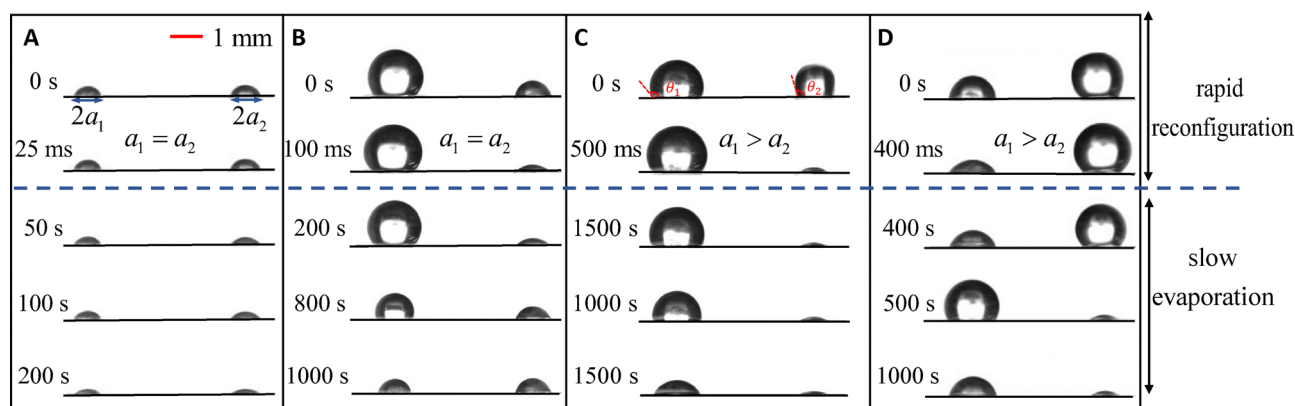 A
1 mm
0 s
2a₁
2a₂
a₁ = a₂
25 ms
50 s
100 s
200 s
B
0 s
100 ms
a₁ = a₂
200 s
800 s
1000 s
C
0 s
θ₁
θ₂
500 ms
a₁ > a₂
1500 s
1000 s
1500 s
D
0 s
400 ms
a₁ > a₂
400 s
500 s
1000 s
rapid
reconfiguration
slow
evaporation